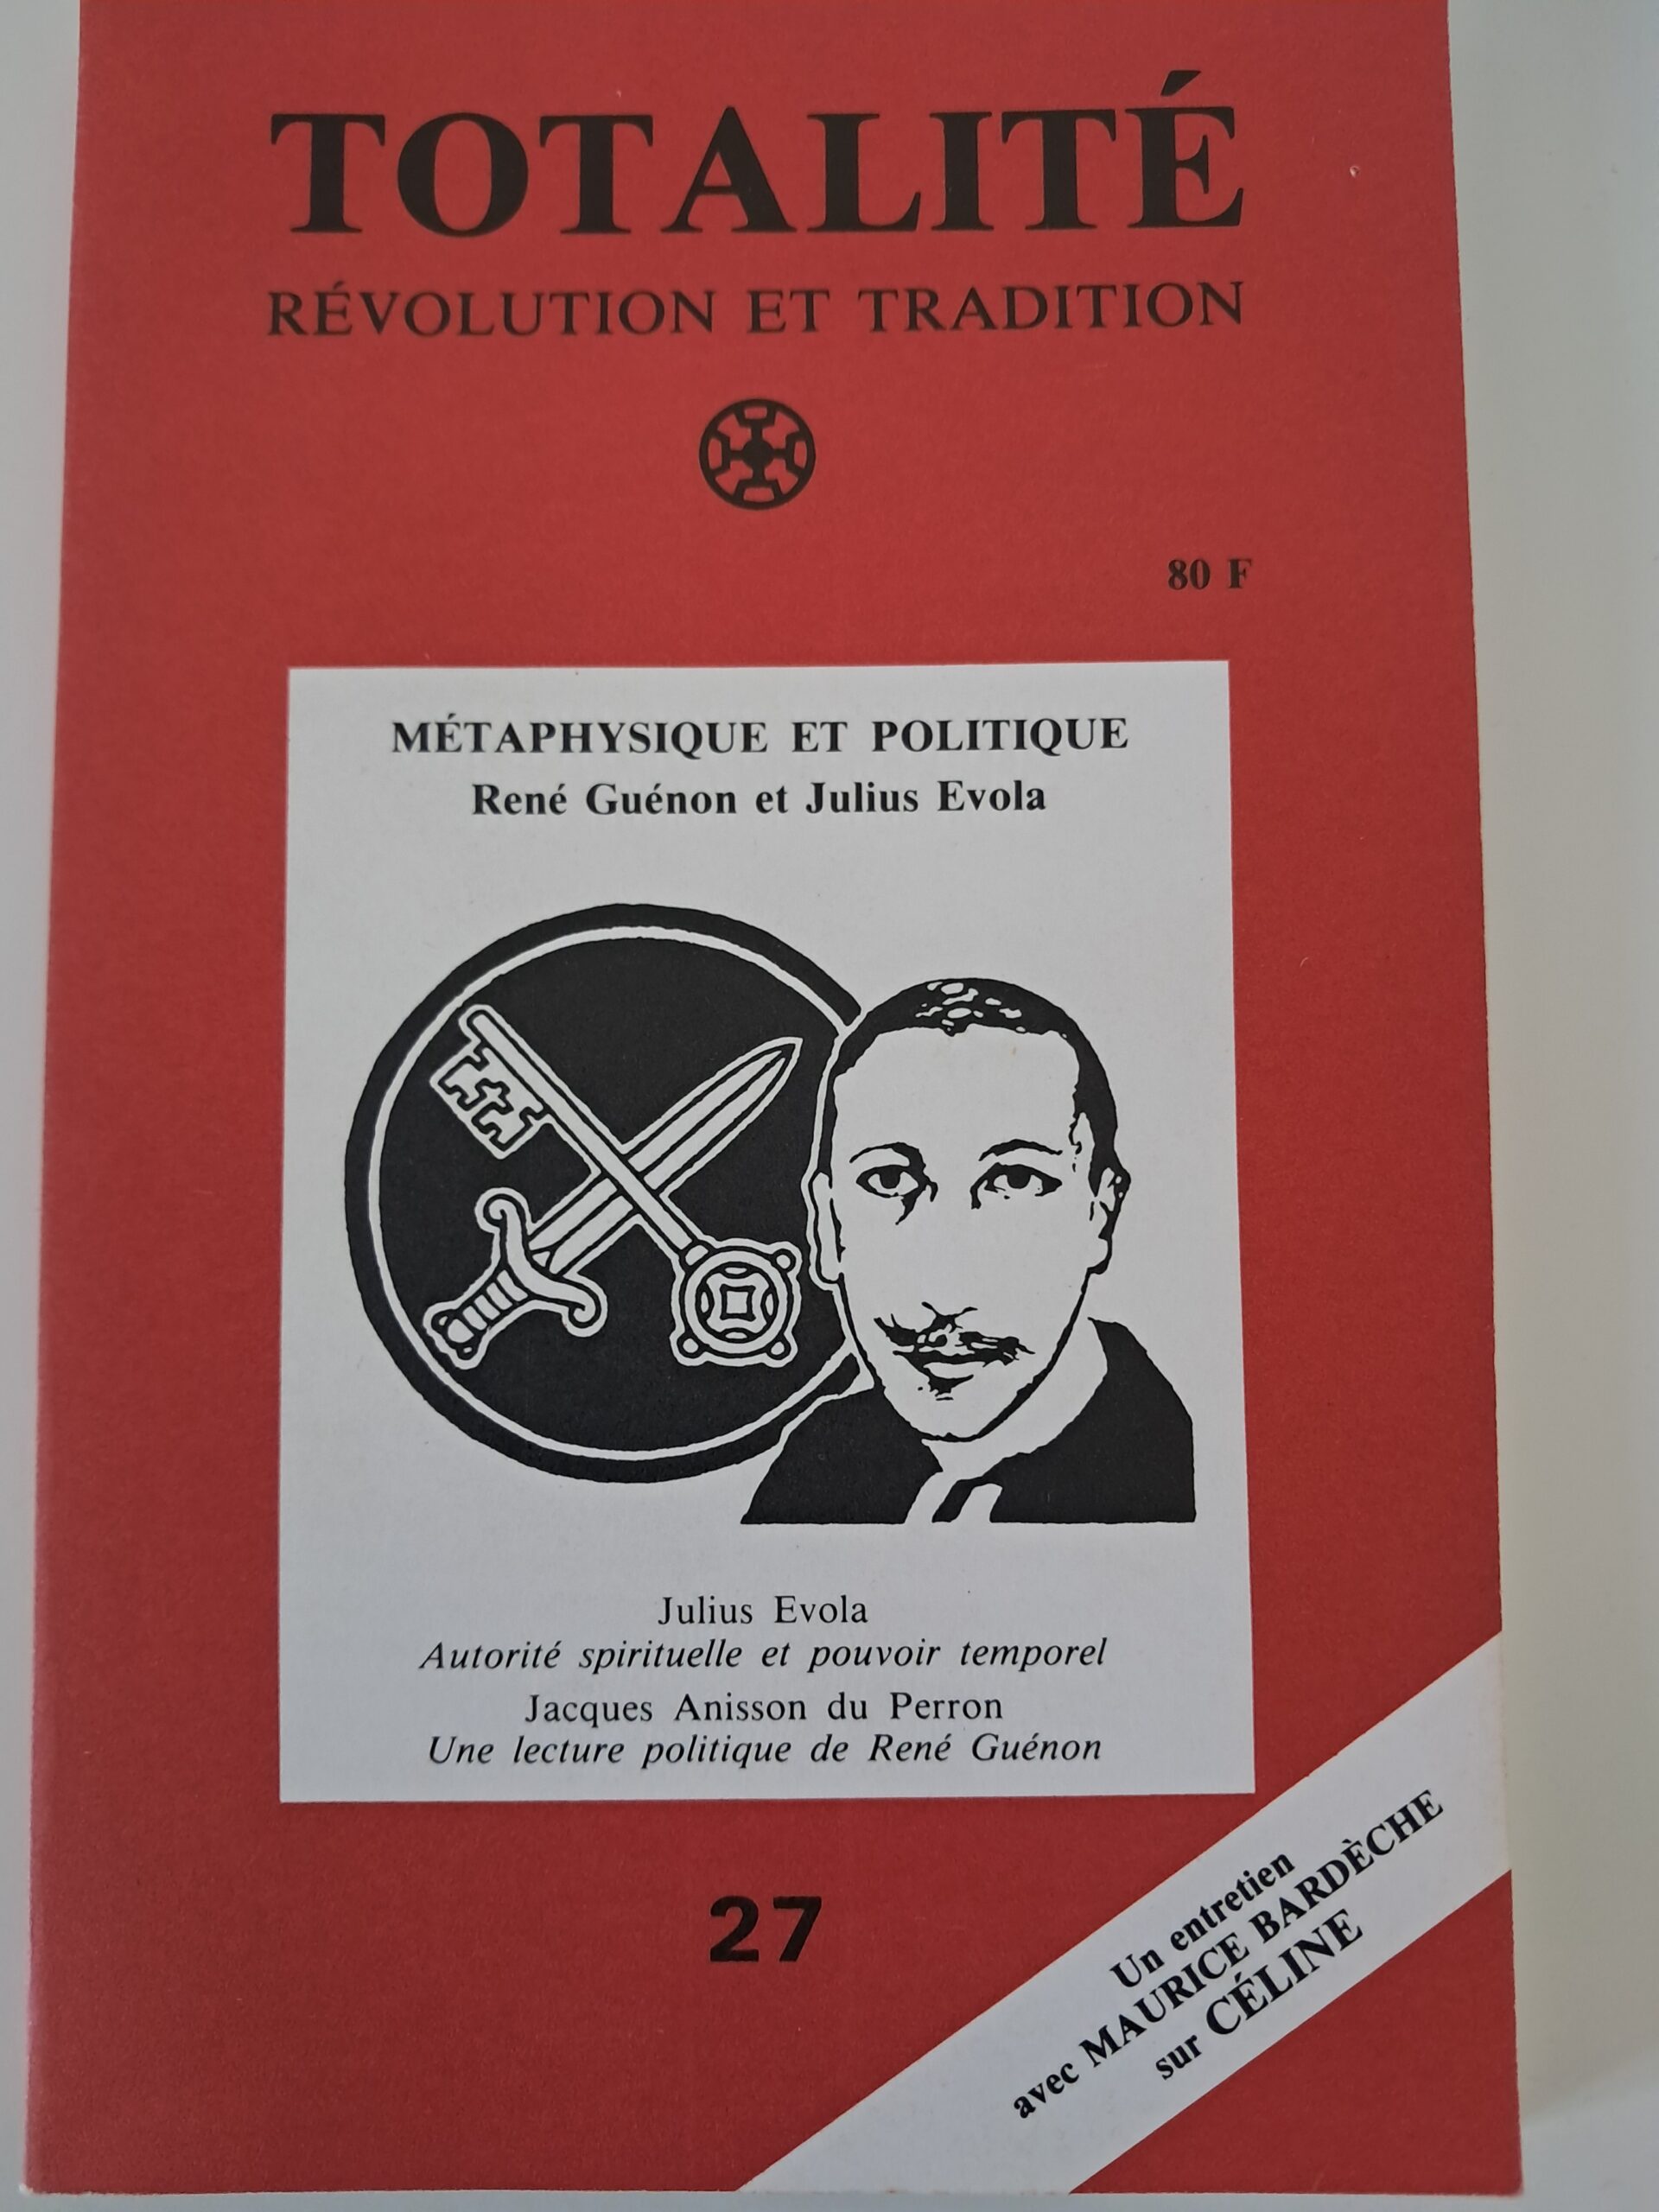 TOTALITÉ
RÉVOLUTION ET TRADITION
80 F
MÉTAPHYSIQUE ET POLITIQUE
René Guénon et Julius Evola
Julius Evola
Autorité spirituelle et pouvoir temporel
Jacques Anisson du Perron
Une lecture politique de René Guénon
27
Un entretien
avec MAURICE BARDÈCHE
sur CÉLINE